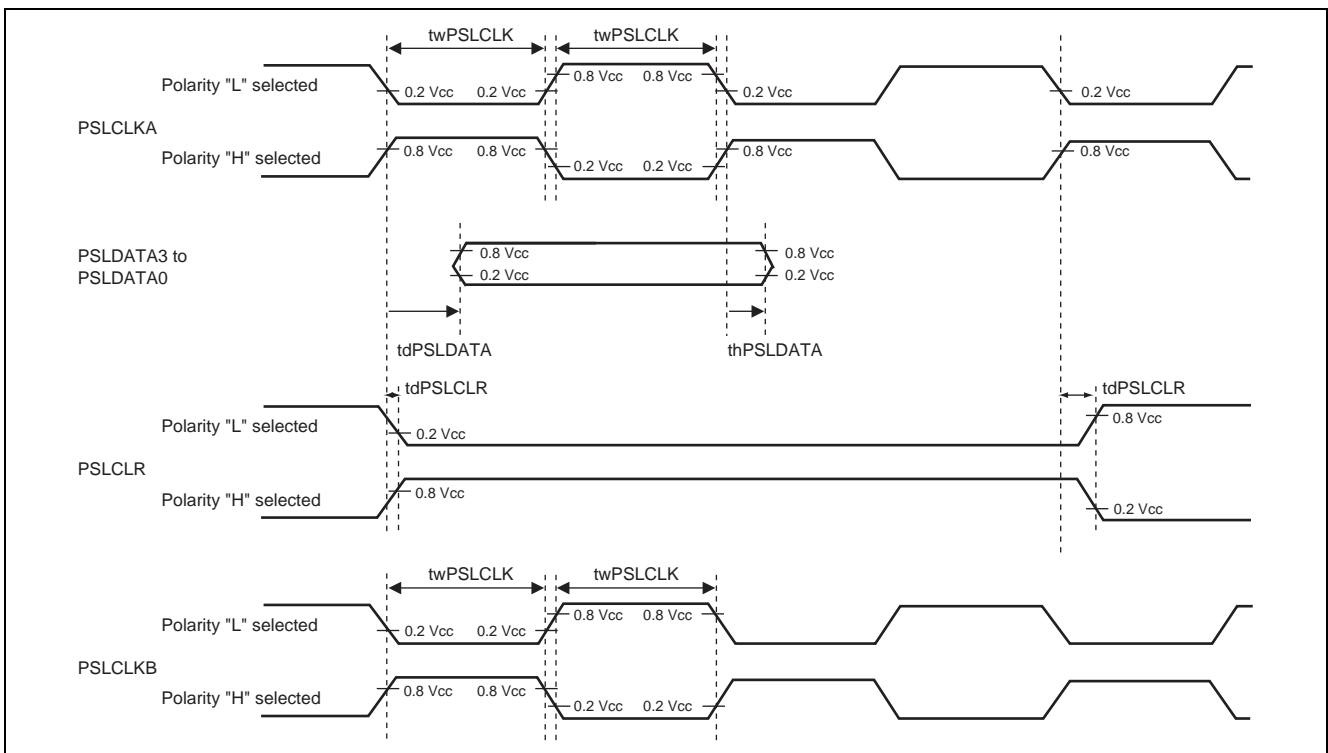 twPSLCLK twPSLCLK
0.8 Vcc 0.8 Vcc
Polarity "L" selected
0.2 Vcc 0.2 Vcc 0.2 Vcc 0.2 Vcc
PSLCLKA
Polarity "H" selected
0.8 Vcc 0.8 Vcc 0.8 Vcc 0.8 Vcc
0.2 Vcc 0.2 Vcc
PSLDATA3 to
PSLDATA0
0.8 Vcc 0.8 Vcc
0.2 Vcc 0.2 Vcc
tdPSLDATA thPSLDATA
tdPSLCLR tdPSLCLR
Polarity "L" selected
0.2 Vcc 0.8 Vcc
PSLCLR
Polarity "H" selected
0.8 Vcc 0.2 Vcc
twPSLCLK twPSLCLK
0.8 Vcc 0.8 Vcc
Polarity "L" selected
0.2 Vcc 0.2 Vcc
PSLCLKB
Polarity "H" selected
0.8 Vcc 0.8 Vcc
0.2 Vcc 0.2 Vcc